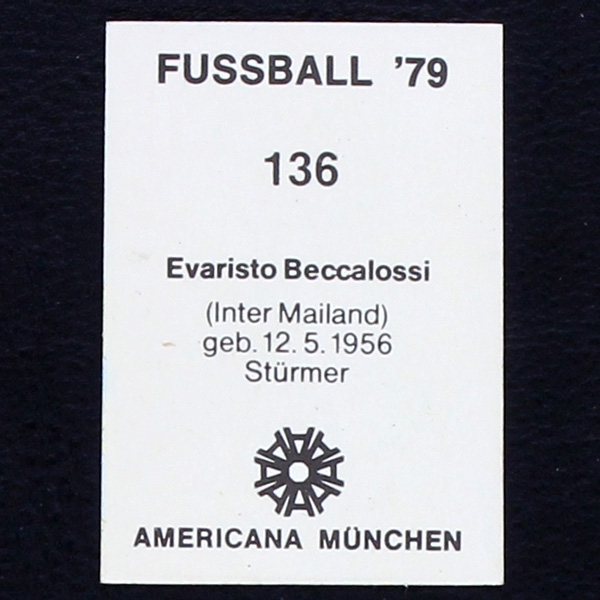 FUSSBALL '79
136
Evaristo Beccalossi
(Inter Mailand)
geb. 12. 5. 1956
Stürmer
AMERICANA MÜNCHEN